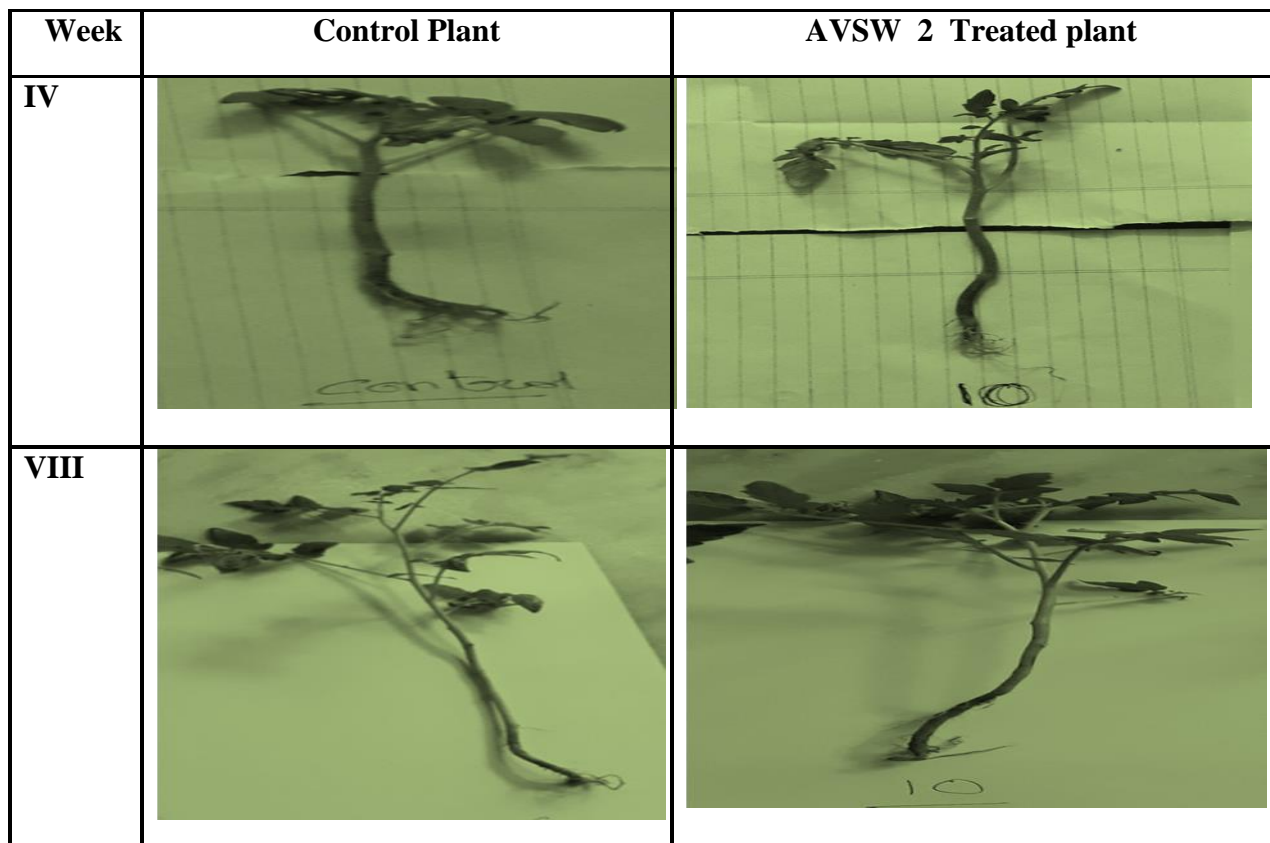 Week Control Plant AVSW 2 Treated plant
IV
Control
10
VIII
10